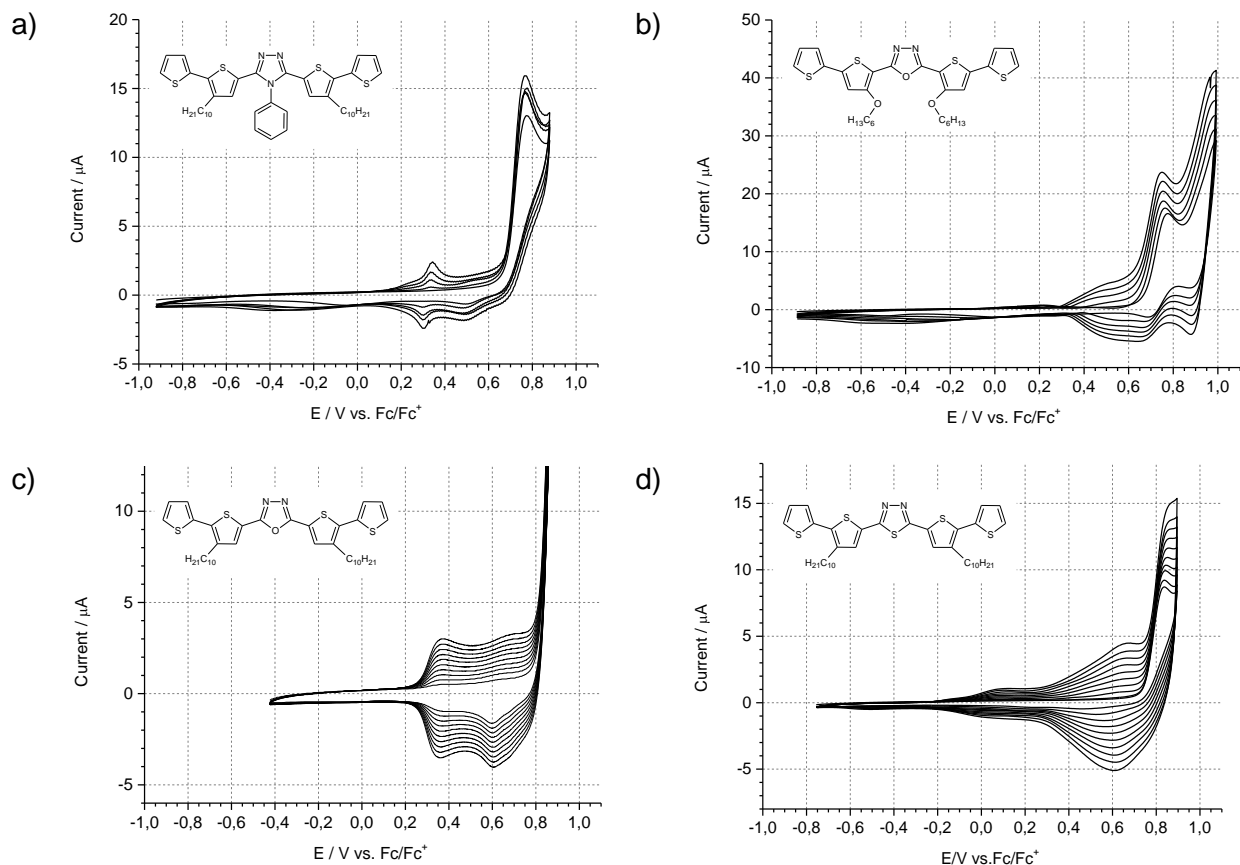 a)
20
15
10
5
0
-5
Current / μA
-1,0 -0,8 -0,6 -0,4 -0,2 0,0 0,2 0,4 0,6 0,8 1,0
E / V vs. Fc/Fc⁺
N N
S S N S S
H₂₁C₁₀ C₁₀H₂₁
b)
50
40
30
20
10
0
-10
Current / μA
-1,0 -0,8 -0,6 -0,4 -0,2 0,0 0,2 0,4 0,6 0,8 1,0
E / V vs. Fc/Fc⁺
N N
S S O S S
O O
H₁₃C₆ C₆H₁₃
c)
10
5
0
-5
Current / μA
-1,0 -0,8 -0,6 -0,4 -0,2 0,0 0,2 0,4 0,6 0,8 1,0
E / V vs. Fc/Fc⁺
N N
S S O S S
H₂₁C₁₀ C₁₀H₂₁
d)
15
10
5
0
-5
Current / μA
-1,0 -0,8 -0,6 -0,4 -0,2 0,0 0,2 0,4 0,6 0,8 1,0
E/V vs.Fc/Fc⁺
N N
S S S S S
H₂₁C₁₀ C₁₀H₂₁